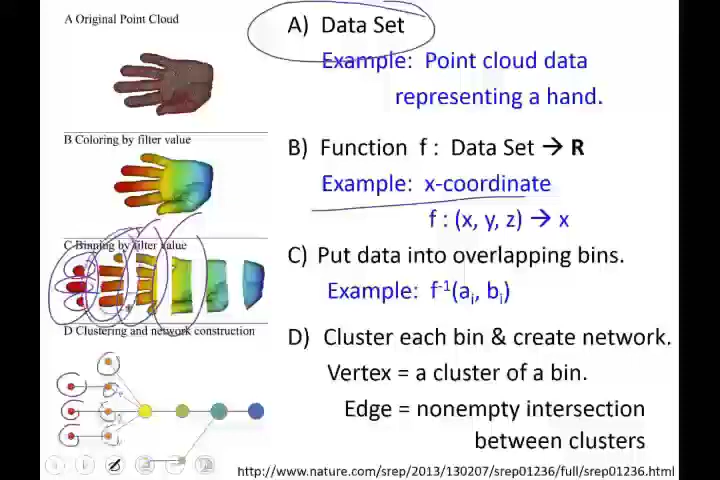 A Original Point Cloud
B Coloring by filter value
C Binning by filter value
D Clustering and network construction
A) Data Set
Example: Point cloud data
representing a hand.
B) Function f : Data Set → R
Example: x-coordinate
f : (x, y, z) → x
C) Put data into overlapping bins.
Example: f⁻¹(aᵢ, bᵢ)
D) Cluster each bin & create network.
Vertex = a cluster of a bin.
Edge = nonempty intersection
between clusters
http://www.nature.com/srep/2013/130207/srep01236/full/srep01236.html